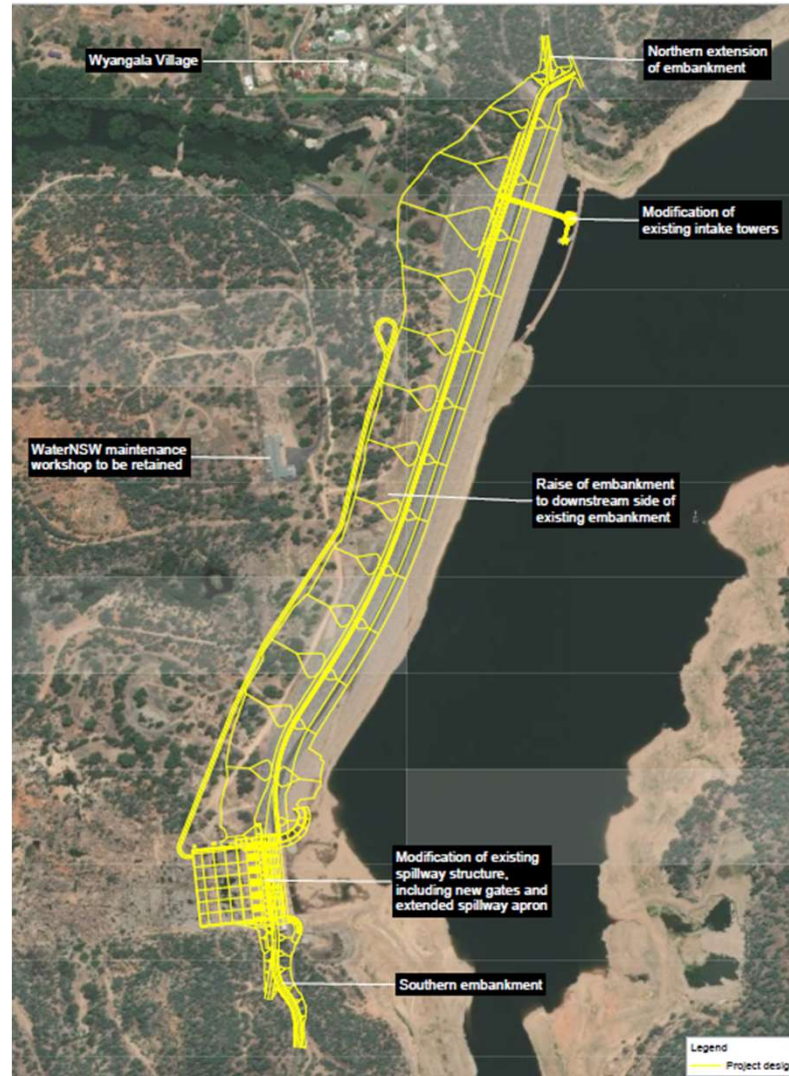 Wyangala Village
Northern extension
of embankment
Modification of
existing intake towers
WaterNSW maintenance
workshop to be retained
Raise of embankment
to downstream side of
existing embankment
Modification of existing
spillway structure,
including new gates and
extended spillway apron
Southern embankment
Legend
Project desig